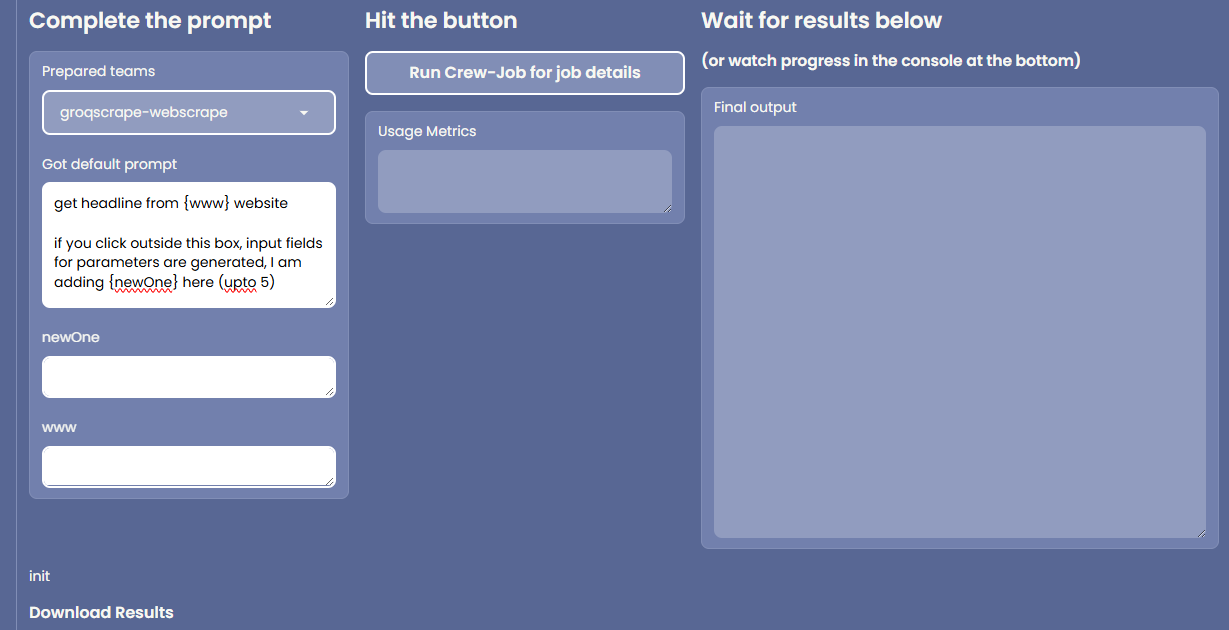 Complete the prompt
Prepared teams
groqscrape-webscrape
Got default prompt
get headline from {www} website
if you click outside this box, input fields
for parameters are generated, I am
adding {newOne} here (upto 5)
newOne
www
Hit the button
Run Crew-Job for job details
Usage Metrics
Wait for results below
(or watch progress in the console at the bottom)
Final output
init
Download Results